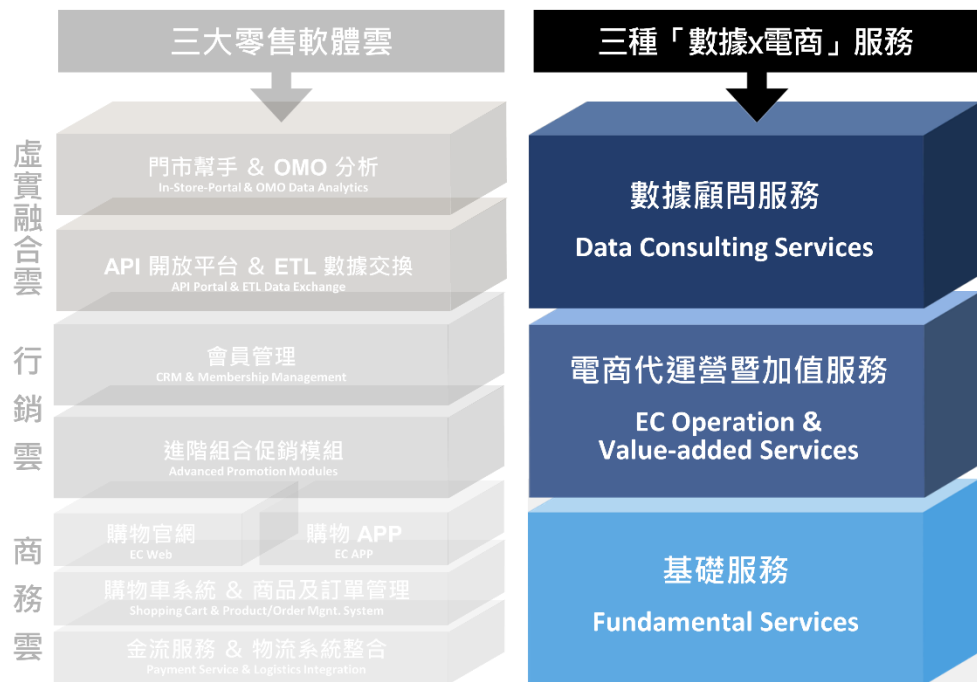 三大零售軟體雲
虛實融合雲
門市幫手 & OMO 分析
In-Store-Portal & OMO Data Analytics
API 開放平台 & ETL 數據交換
API Portal & ETL Data Exchange
行銷雲
會員管理
CRM & Membership Management
進階組合促銷模組
Advanced Promotion Modules
商務雲
購物官網
EC Web
購物 APP
EC APP
購物車系統 & 商品及訂單管理
Shopping Cart & Product/Order Mgnt. System
金流服務 & 物流系統整合
Payment Service & Logistics Integration
三種「數據x電商」服務
數據顧問服務
Data Consulting Services
電商代運營暨加值服務
EC Operation &
Value-added Services
基礎服務
Fundamental Services